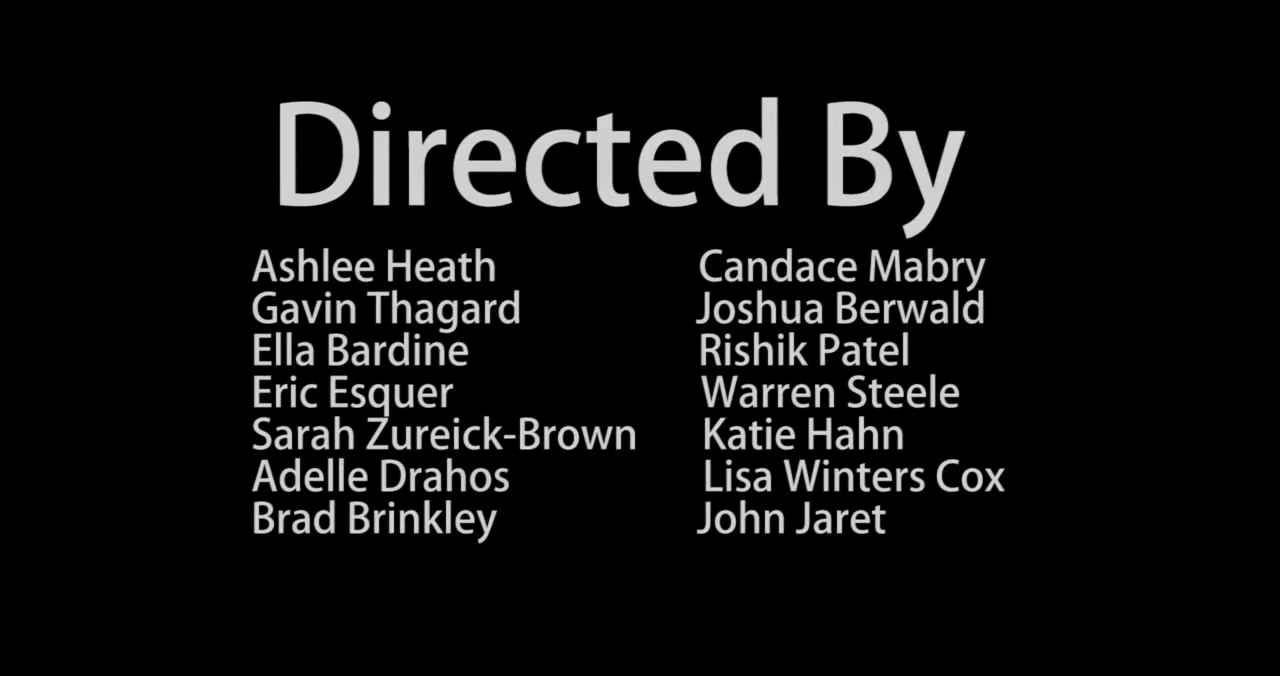 Directed By
Ashlee Heath
Gavin Thagard
Ella Bardine
Eric Esquer
Sarah Zureick-Brown
Adelle Drahos
Brad Brinkley
Candace Mabry
Joshua Berwald
Rishik Patel
Warren Steele
Katie Hahn
Lisa Winters Cox
John Jaret